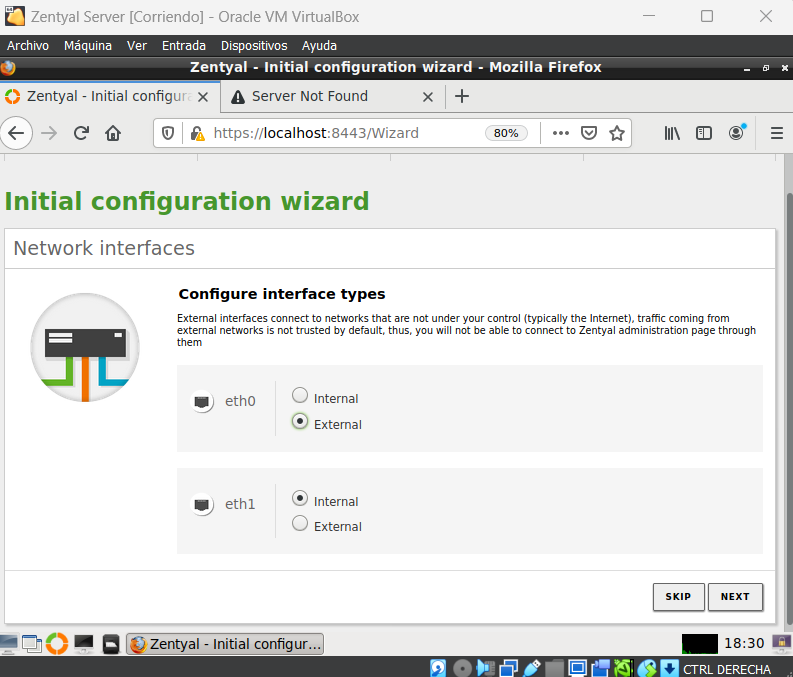 Zentyal Server [Corriendo] - Oracle VM VirtualBox
Archivo Máquina Ver Entrada Dispositivos Ayuda
Zentyal - Initial configuration wizard - Mozilla Firefox
Zentyal - Initial configura Server Not Found
https://localhost:8443/Wizard 80%
Initial configuration wizard
Network interfaces
Configure interface types
External interfaces connect to networks that are not under your control (typically the Internet), traffic coming from
external networks is not trusted by default, thus, you will not be able to connect to Zentyal administration page through
them
eth0
Internal
External
eth1
Internal
External
SKIP NEXT
Zentyal - Initial configur... 18:30
CTRL DERECHA